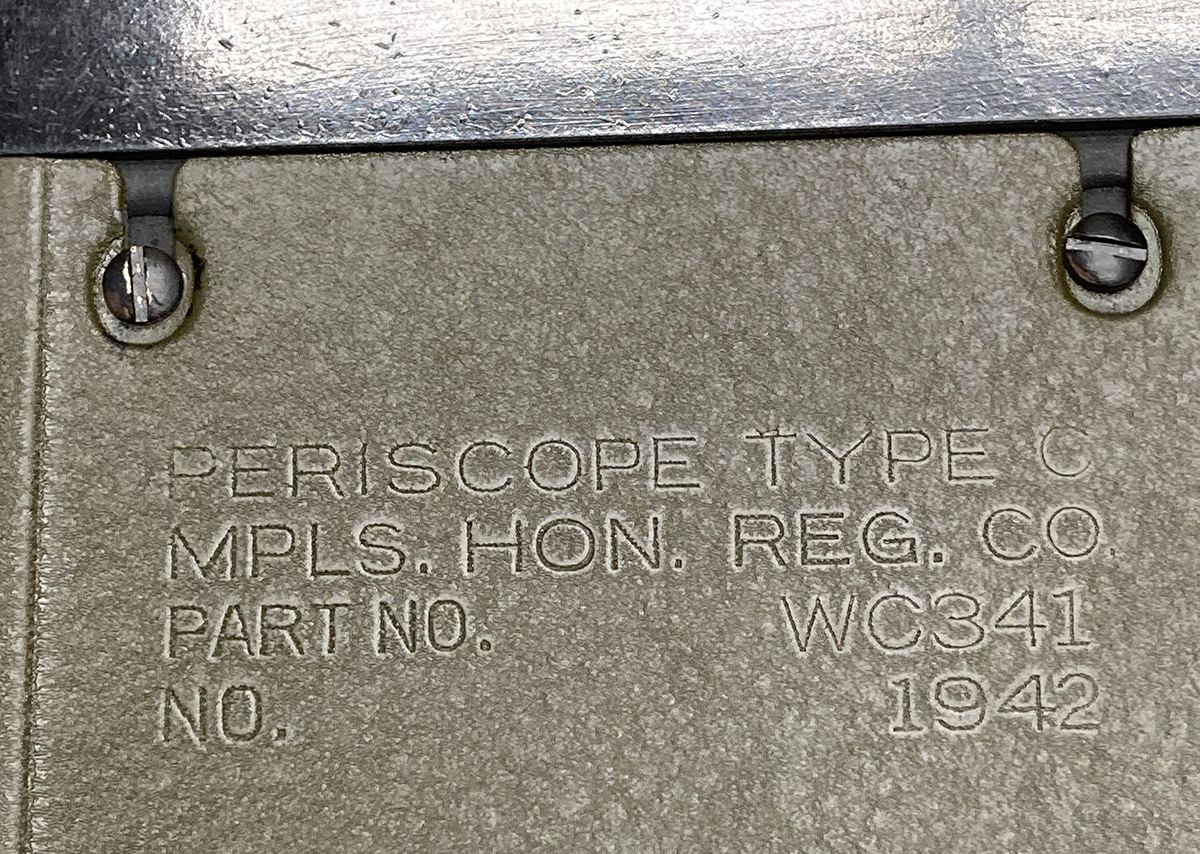 PERISCOPE TYPE C
MPLS. HON. REG. CO.
PART NO. WC341
NO. 1942